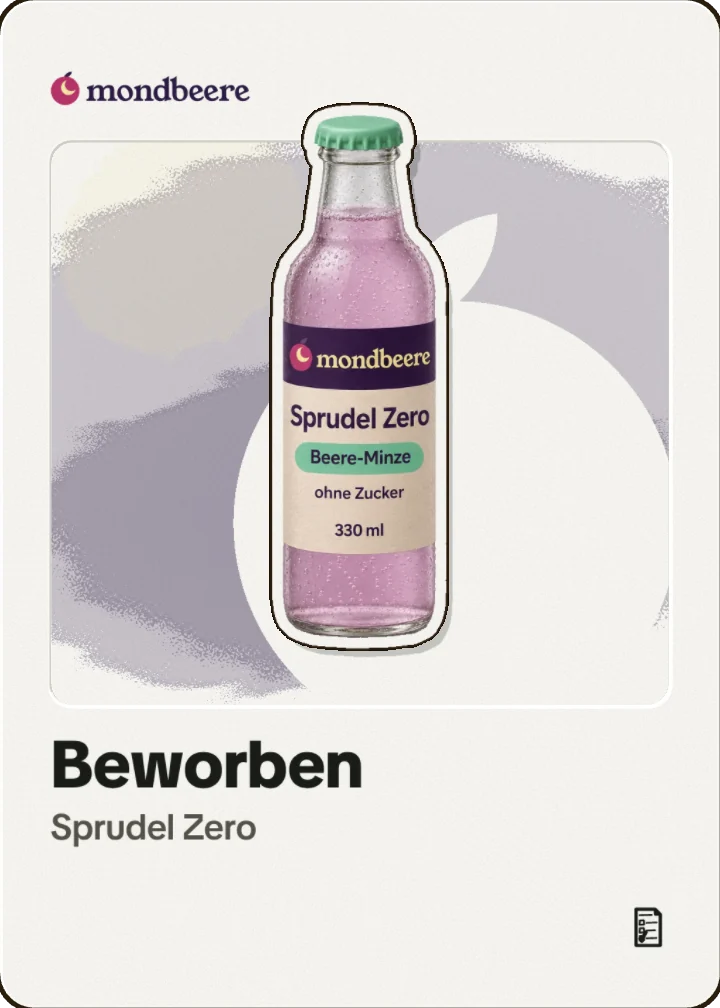 mondbeere
mondbeere
Sprudel Zero
Beere-Minze
ohne Zucker
330 ml
Beworben
Sprudel Zero